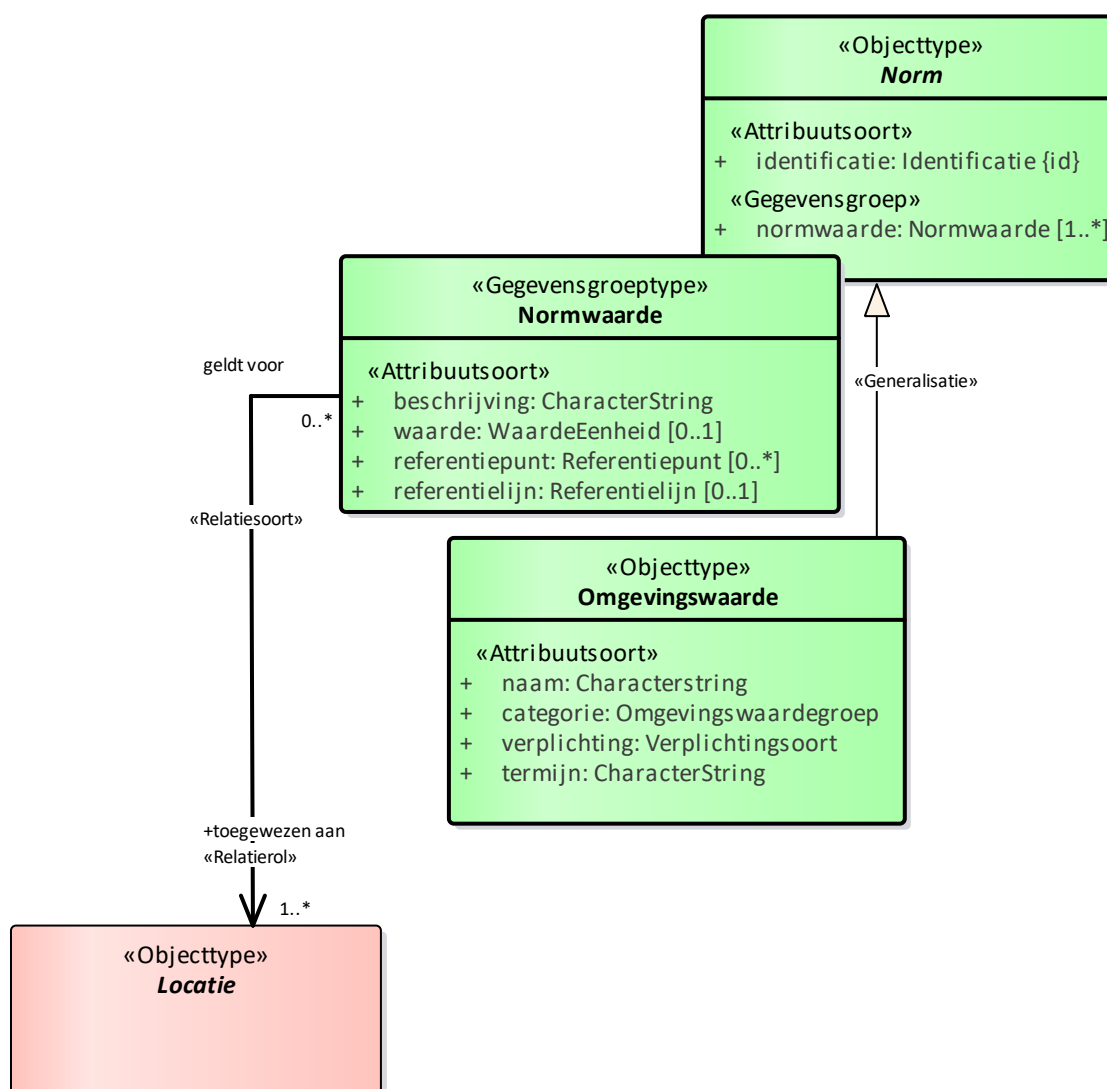 «Objecttype»
Norm
«Attribuutsoort»
+ identificatie: Identificatie {id}
«Gegevensgroep»
+ normwaarde: Normwaarde [1..*]
«Gegevensgroeptype»
Normwaarde
«Attribuutsoort»
+ beschrijving: CharacterString
+ waarde: WaardeEenheid [0..1]
+ referentiepunt: Referentiepunt [0..*]
+ referentielijn: Referentielijn [0..1]
geldt voor
0..*
«Generalisatie»
«Relatiesoort»
«Objecttype»
Omgevingswaarde
«Attribuutsoort»
+ naam: Characterstring
+ categorie: Omgevingswaardegroep
+ verplichting: Verplichtingsoort
+ termijn: CharacterString
+toegewezen aan
«Relatierol»
1..*
«Objecttype»
Locatie